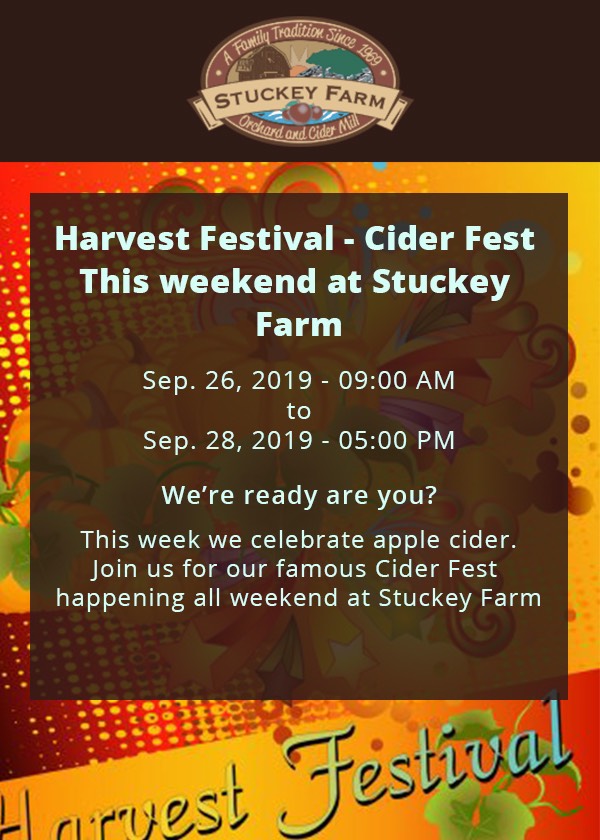 A Family Tradition Since 1969
STUCKEY FARM
Orchard and Cider Mill
Harvest Festival - Cider Fest
This weekend at Stuckey
Farm
Sep. 26, 2019 - 09:00 AM
to
Sep. 28, 2019 - 05:00 PM
We’re ready are you?
This week we celebrate apple cider.
Join us for our famous Cider Fest
happening all weekend at Stuckey Farm
Harvest Festival